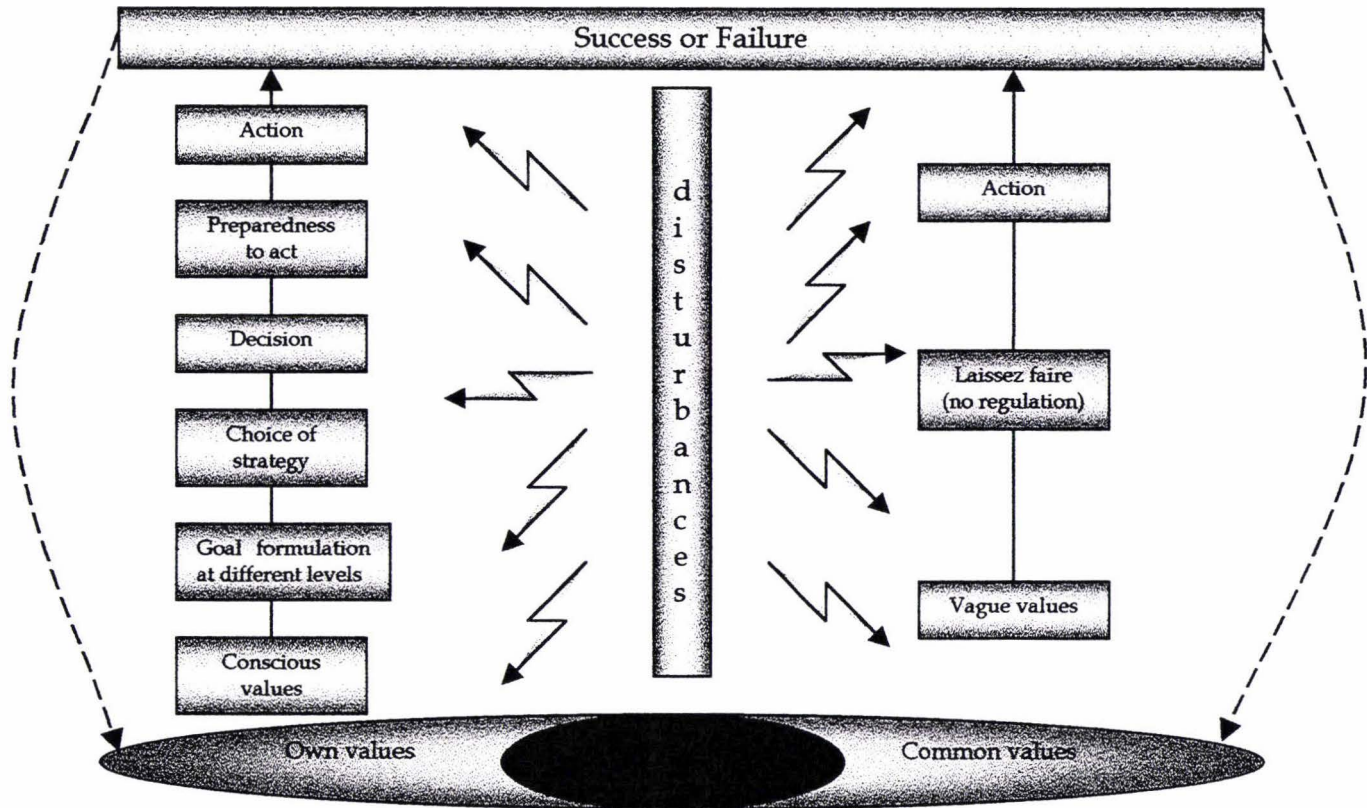 Success or Failure
Action
Preparedness
to act
Decision
Choice of
strategy
Goal formulation
at different levels
Conscious
values
disturbances
Action
Laissez faire
(no regulation)
Vague values
Own values
Common values